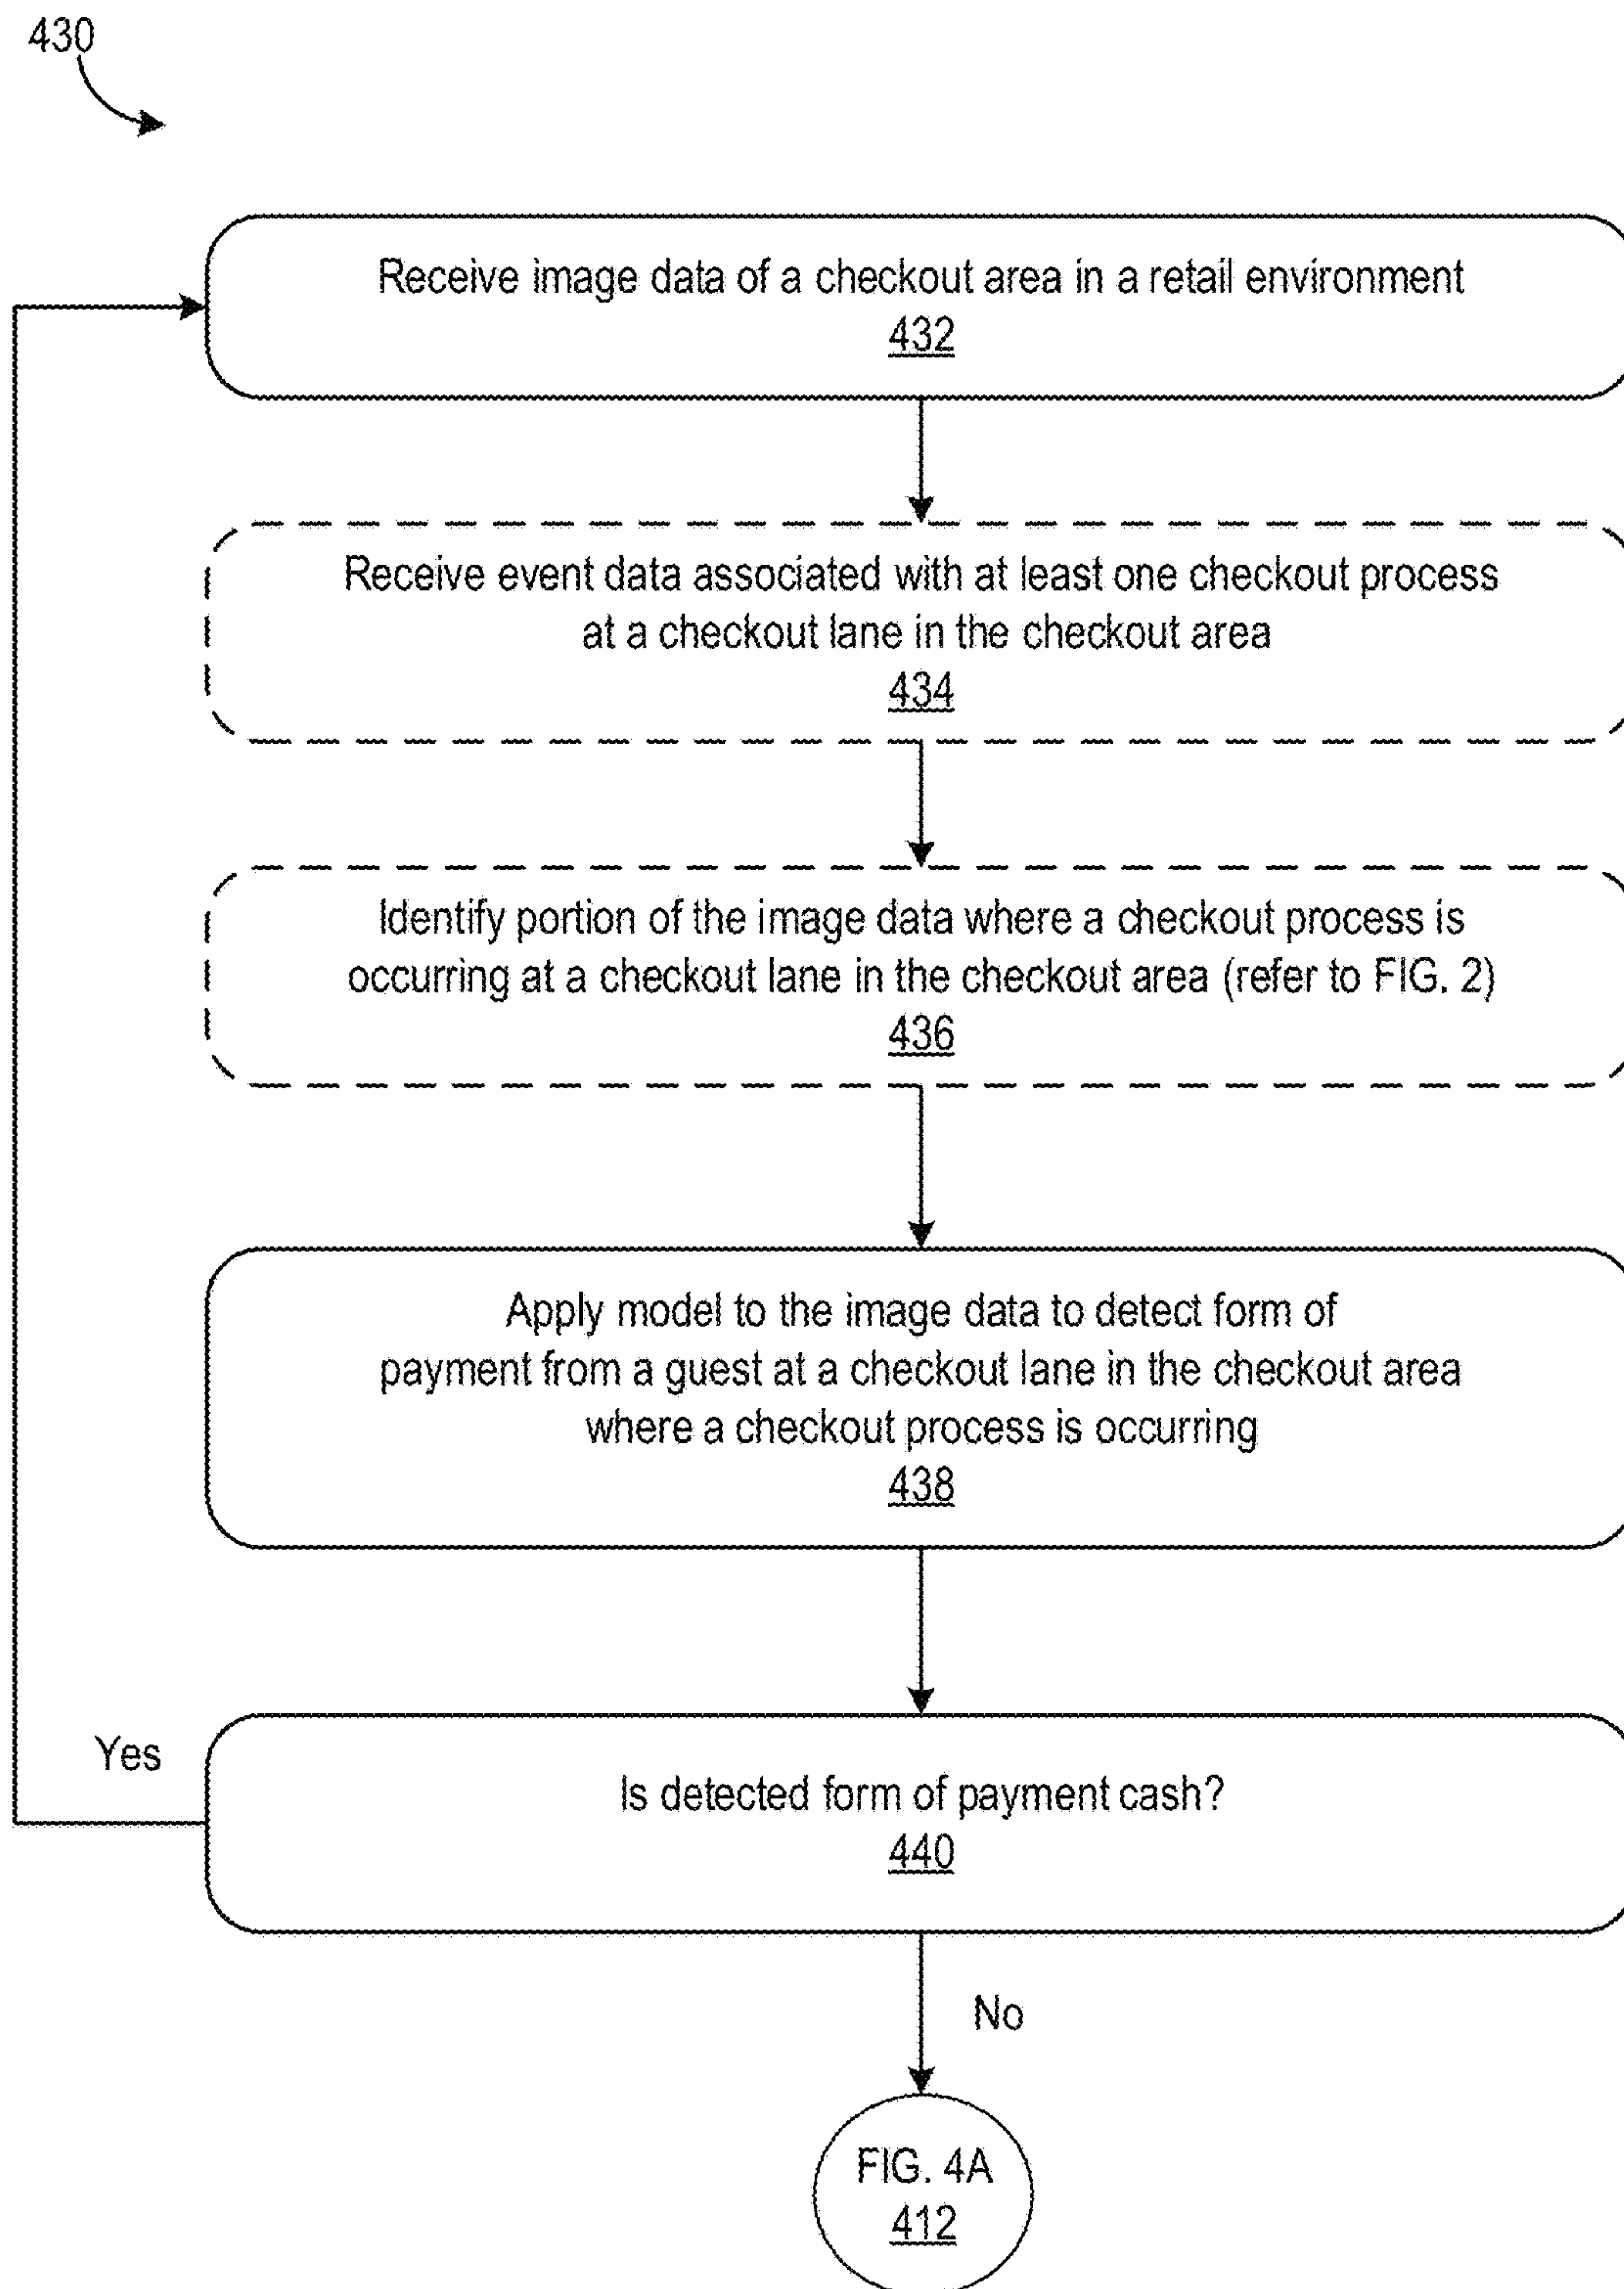 430
Receive image data of a checkout area in a retail environment
432
Receive event data associated with at least one checkout process
at a checkout lane in the checkout area
434
Identify portion of the image data where a checkout process is
occurring at a checkout lane in the checkout area (refer to FIG. 2)
436
Apply model to the image data to detect form of
payment from a guest at a checkout lane in the checkout area
where a checkout process is occurring
438
Yes
Is detected form of payment cash?
440
No
FIG. 4A
412